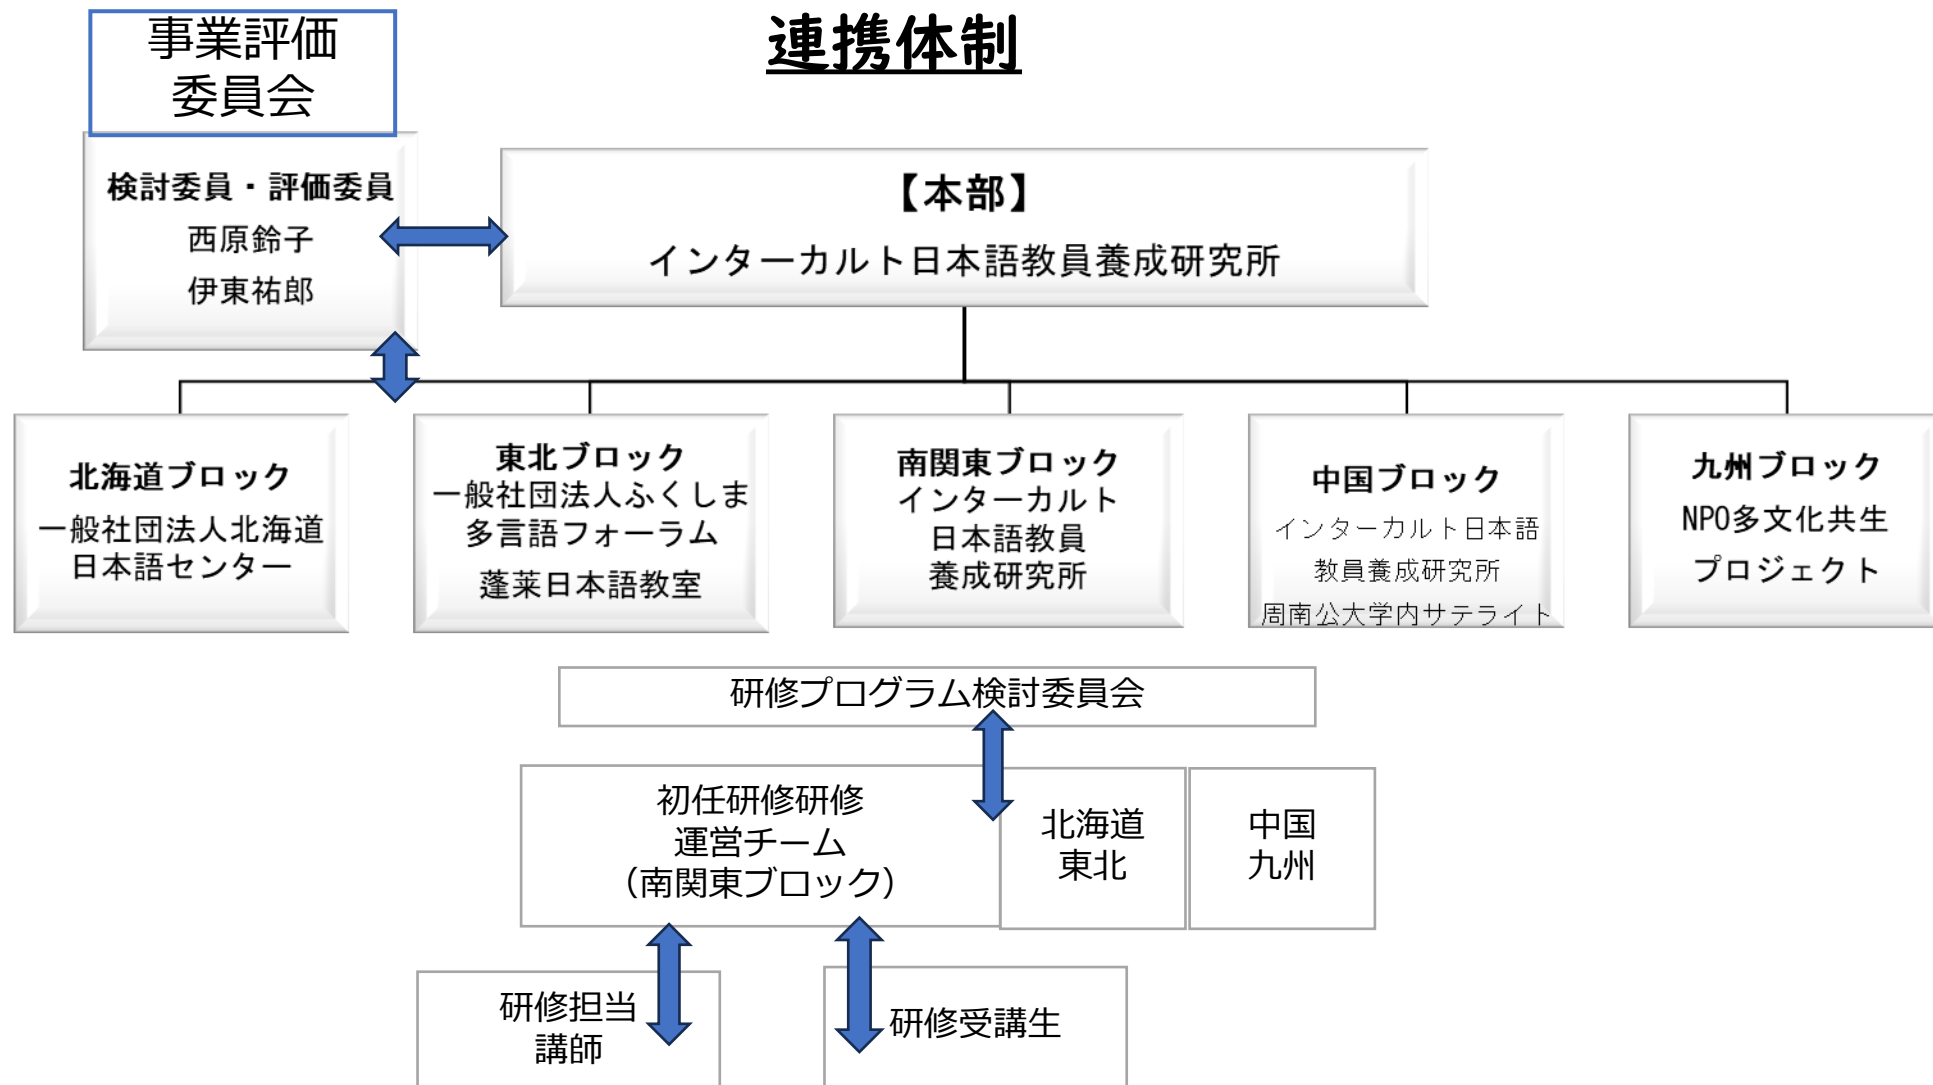 連携体制
事業評価
委員会
検討委員・評価委員
西原鈴子
伊東祐郎
【本部】
インターカルト日本語教員養成研究所
北海道ブロック
一般社団法人北海道
日本語センター
東北ブロック
一般社団法人ふくしま
多言語フォーラム
蓬莱日本語教室
南関東ブロック
インターカルト
日本語教員
養成研究所
中国ブロック
インターカルト日本語
教員養成研究所
周南公大学内サテライト
九州ブロック
NPO多文化共生
プロジェクト
研修プログラム検討委員会
初任研修研修
運営チーム
（南関東ブロック）
北海道
東北
中国
九州
研修担当
講師
研修受講生